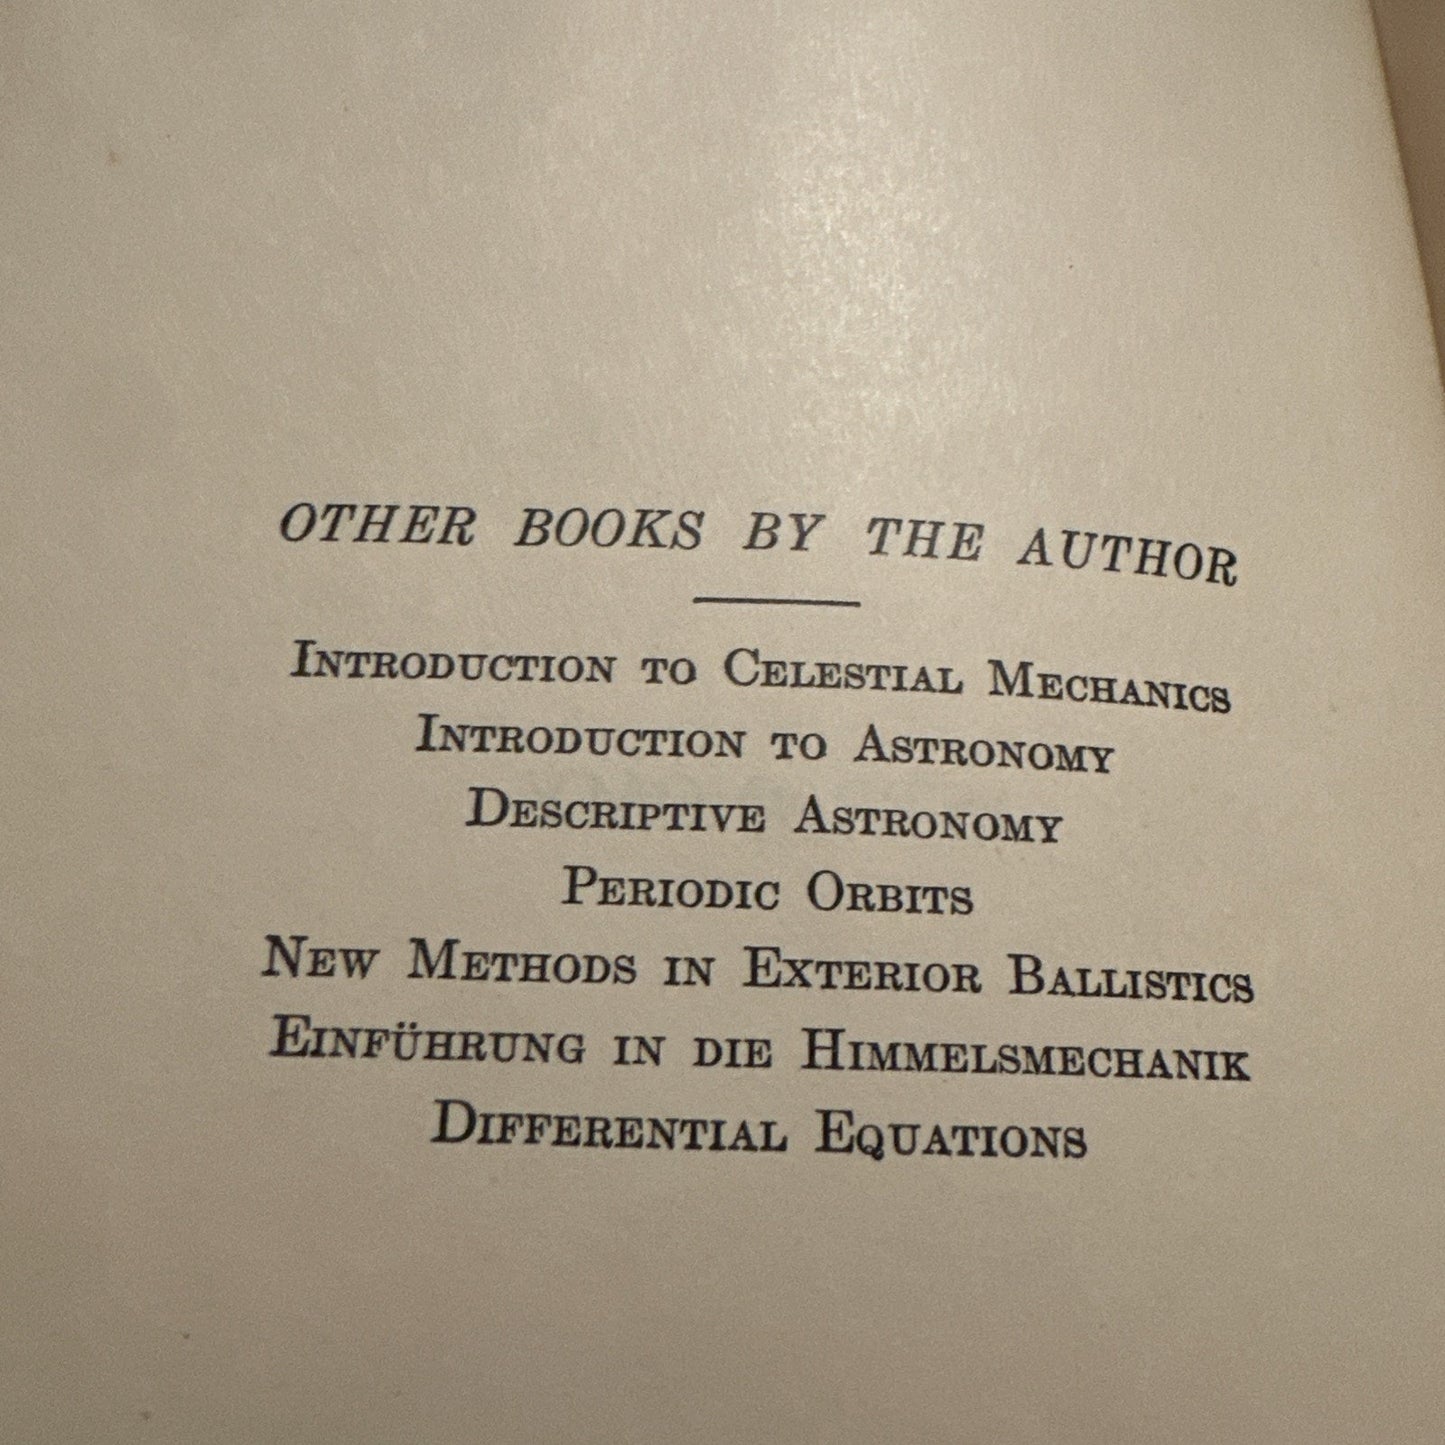 OTHER BOOKS BY THE AUTHOR
Introduction to Celestial Mechanics
Introduction to Astronomy
Descriptive Astronomy
Periodic Orbits
New Methods in Exterior Ballistics
Einführung in die Himmelsmechanik
Differential Equations